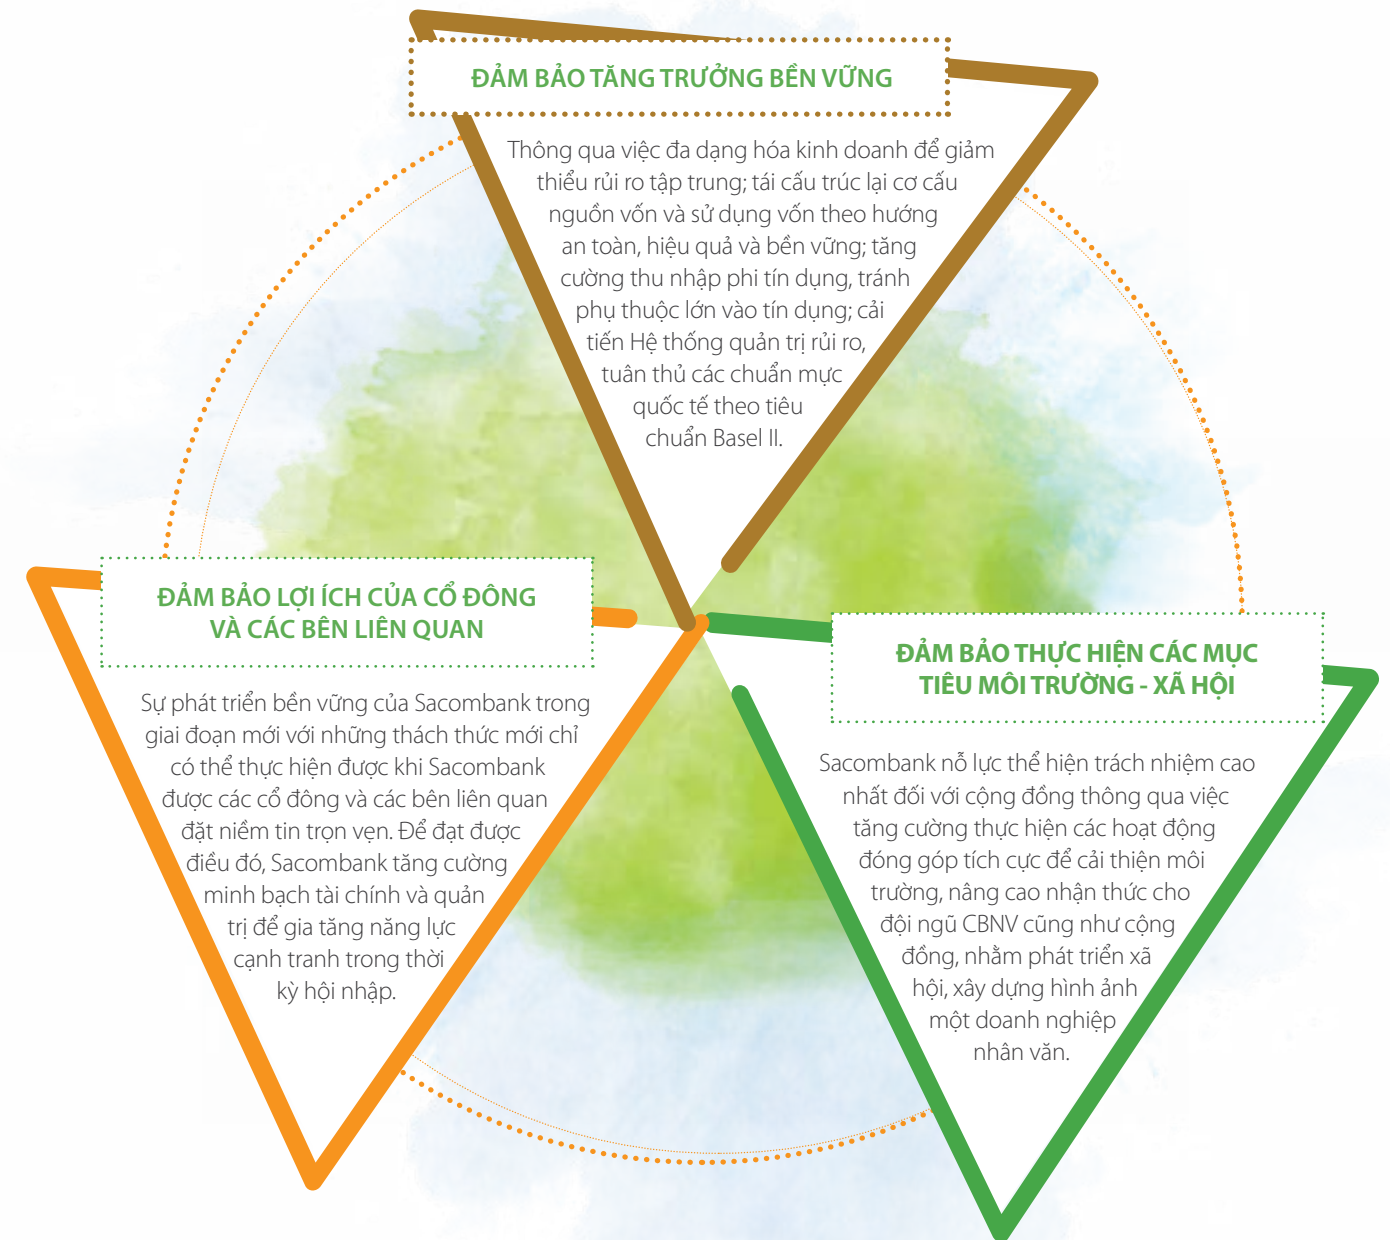 ĐẢM BẢO TĂNG TRƯỞNG BỀN VỮNG
Thông qua việc đa dạng hóa kinh doanh để giảm
thiểu rủi ro tập trung; tái cấu trúc lại cơ cấu
nguồn vốn và sử dụng vốn theo hướng
an toàn, hiệu quả và bền vững; tăng
cường thu nhập phi tín dụng, tránh
phụ thuộc lớn vào tín dụng; cải
tiến Hệ thống quản trị rủi ro,
tuân thủ các chuẩn mực
quốc tế theo tiêu
chuẩn Basel II.
ĐẢM BẢO LỢI ÍCH CỦA CỔ ĐÔNG
VÀ CÁC BÊN LIÊN QUAN
Sự phát triển bền vững của Sacombank trong
giai đoạn mới với những thách thức mới chỉ
có thể thực hiện được khi Sacombank
được các cổ đông và các bên liên quan
đặt niềm tin trọn vẹn. Để đạt được
điều đó, Sacombank tăng cường
minh bạch tài chính và quản
trị để gia tăng năng lực
cạnh tranh trong thời
kỳ hội nhập.
ĐẢM BẢO THỰC HIỆN CÁC MỤC
TIÊU MÔI TRƯỜNG - XÃ HỘI
Sacombank nỗ lực thể hiện trách nhiệm cao
nhất đối với cộng đồng thông qua việc
tăng cường thực hiện các hoạt động
đóng góp tích cực để cải thiện môi
trường, nâng cao nhận thức cho
đội ngũ CBNV cũng như cộng
đồng, nhằm phát triển xã
hội, xây dựng hình ảnh
một doanh nghiệp
nhân văn.